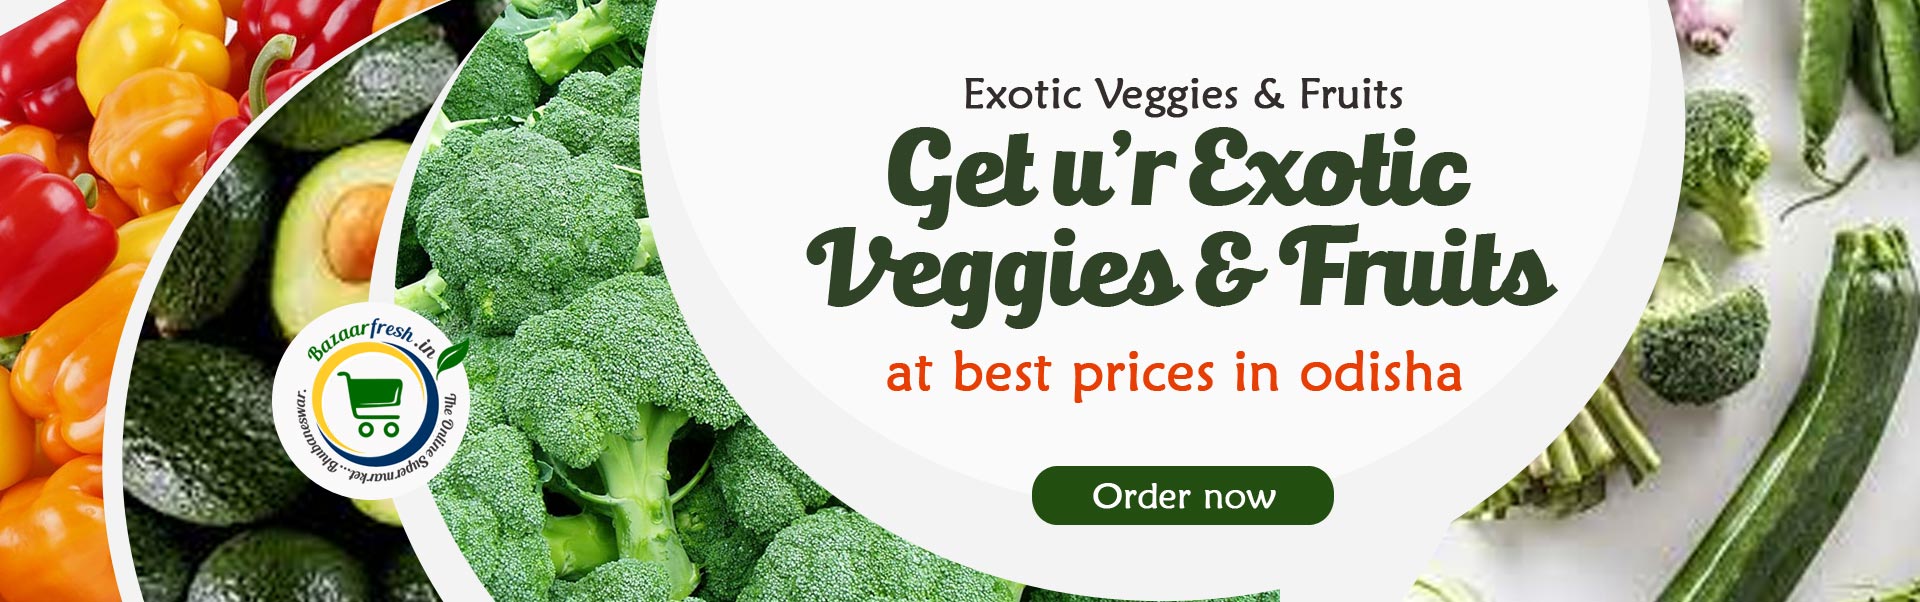 Exotic Veggies & Fruits
Get u'r Exotic
Veggies & Fruits
at best prices in odisha
Order now
Bazaarfresh.in
The Online Supermarket...Bhubaneswar.